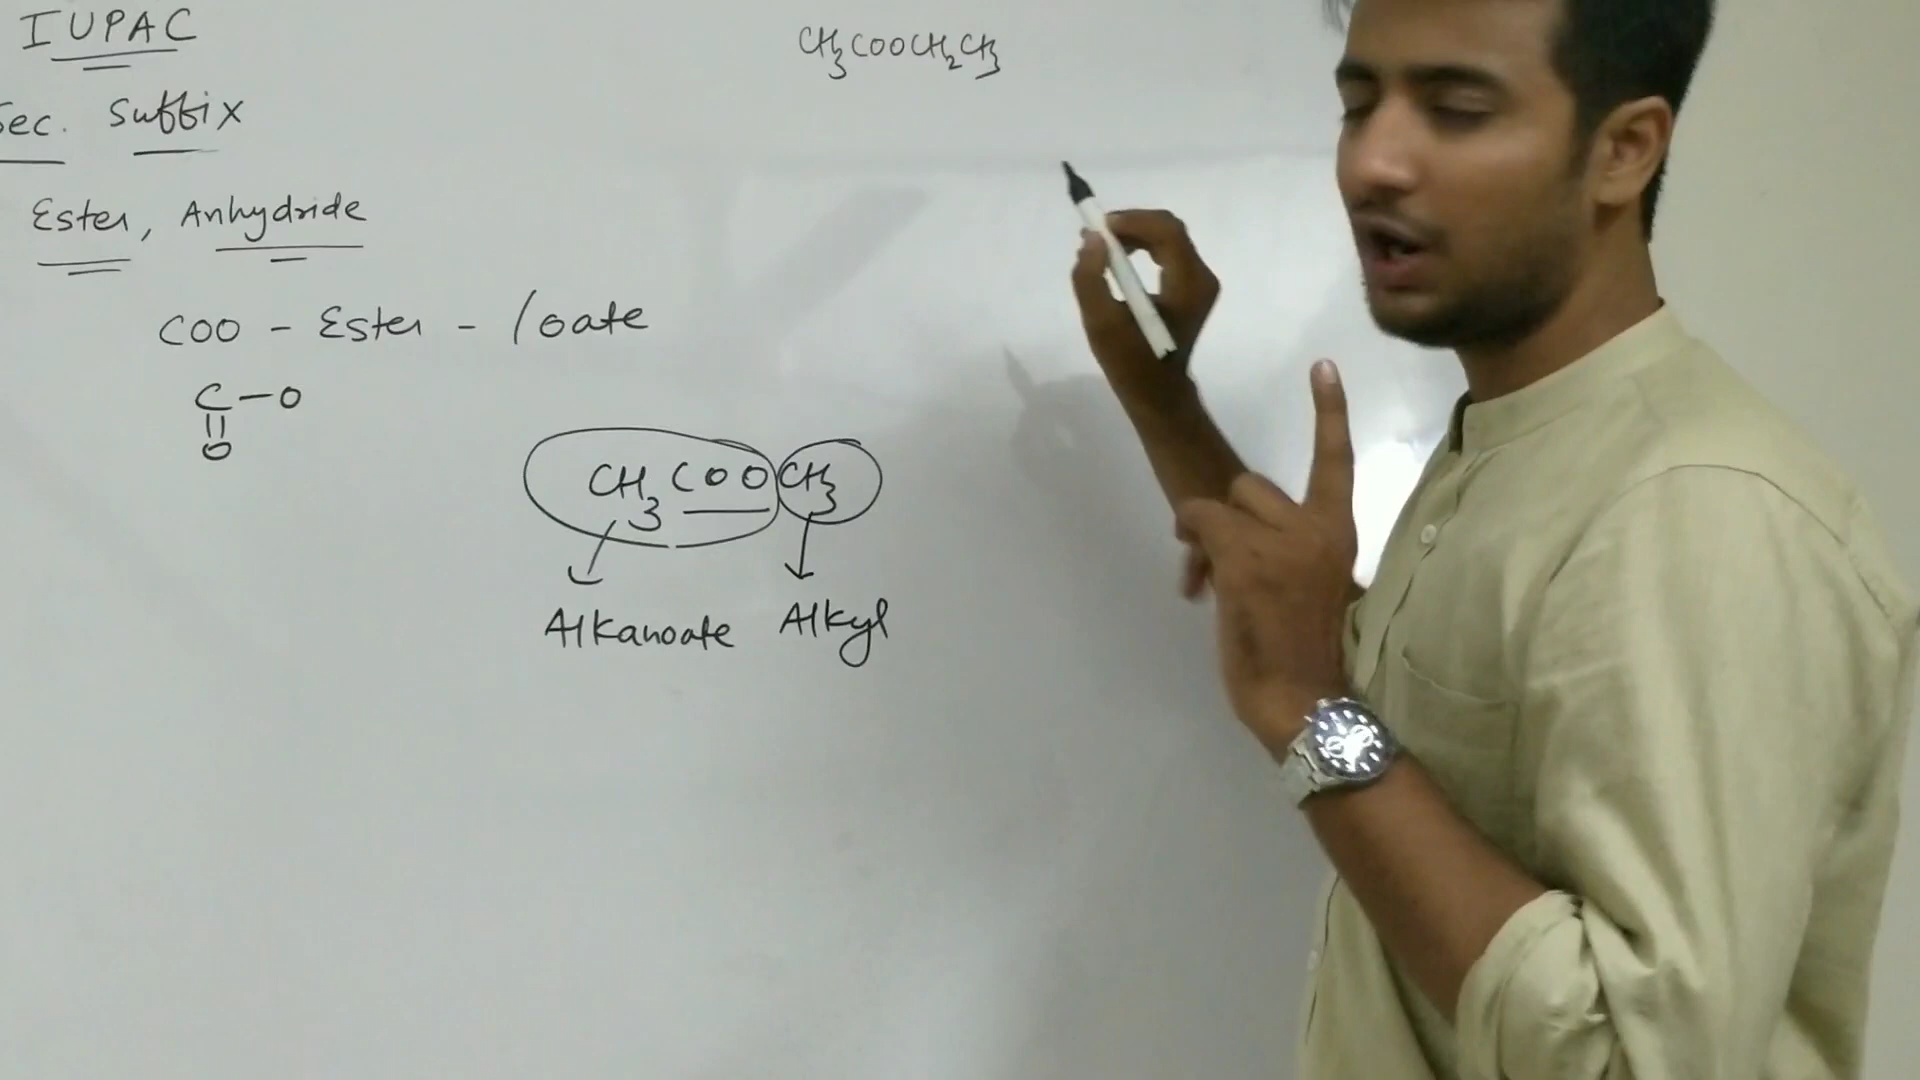 IUPAC
CH3COOCH2CH3
Sec. Suffix
Ester, Anhydride
COO - Ester - /oate
C-O
||
O
CH3COOCH3
Alkanoate Alkyl